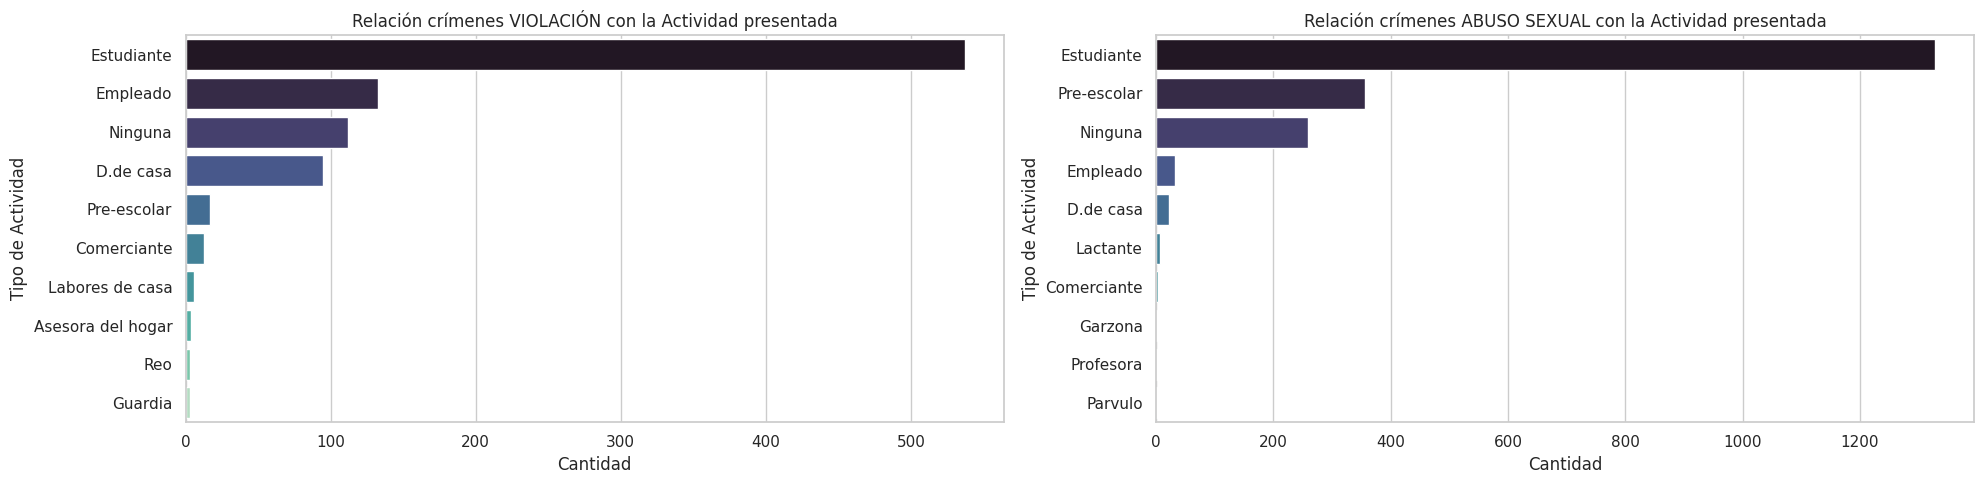 Relación crímenes VIOLACIÓN con la Actividad presentada
Tipo de Actividad
Estudiante
Empleado
Ninguna
D.de casa
Pre-escolar
Comerciante
Labores de casa
Asesora del hogar
Reo
Guardia
0 100 200 300 400 500
Cantidad
Relación crímenes ABUSO SEXUAL con la Actividad presentada
Tipo de Actividad
Estudiante
Pre-escolar
Ninguna
Empleado
D.de casa
Lactante
Comerciante
Garzona
Profesora
Parvulo
0 200 400 600 800 1000 1200
Cantidad